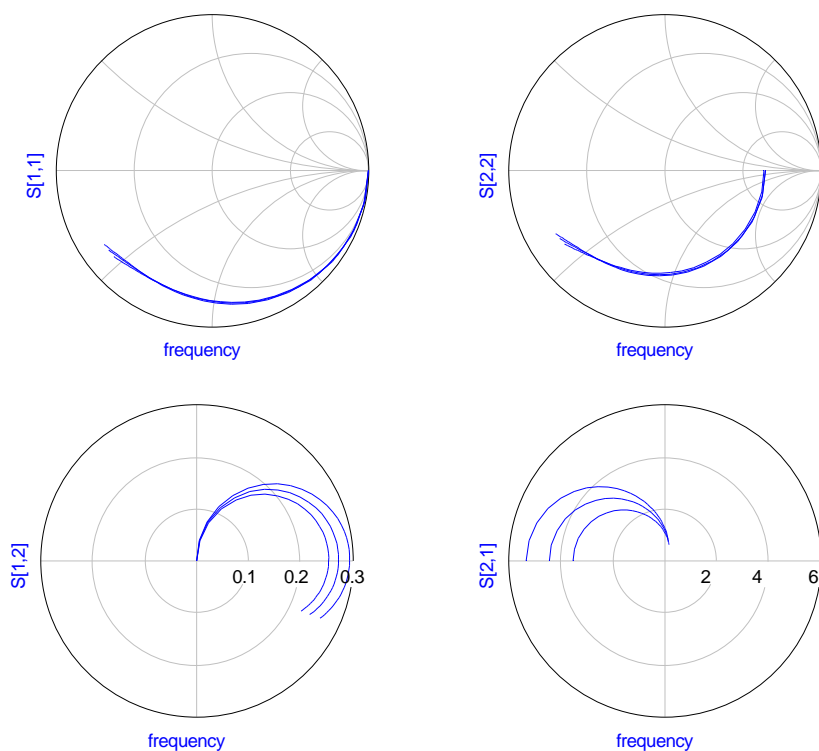 S[1,1]
S[2,2]
frequency
frequency
S[1,2]
0.1 0.2 0.3
S[2,1]
2 4 6
frequency
frequency